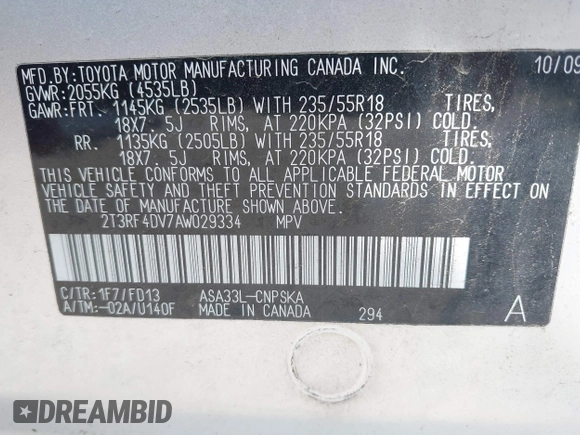 MFD.BY:TOYOTA MOTOR MANUFACTURING CANADA INC. 10/09
GVWR:2055KG (4535LB)
GAWR:FRT. 1145KG (2535LB) WITH 235/55R18 TIRES,
18X7.5J RIMS, AT 220KPA (32PSI) COLD.
RR. 1135KG (2505LB) WITH 235/55R18 TIRES,
18X7.5J RIMS, AT 220KPA (32PSI) COLD.
THIS VEHICLE CONFORMS TO ALL APPLICABLE FEDERAL MOTOR
VEHICLE SAFETY AND THEFT PREVENTION STANDARDS IN EFFECT ON
THE DATE OF MANUFACTURE SHOWN ABOVE.
2T3RF4DV7AW029334 MPV
C/TR:1F7/FD13 ASA33L-CNPSKA
A/TM:-02A/U140F MADE IN CANADA 294 A
DREAMBID